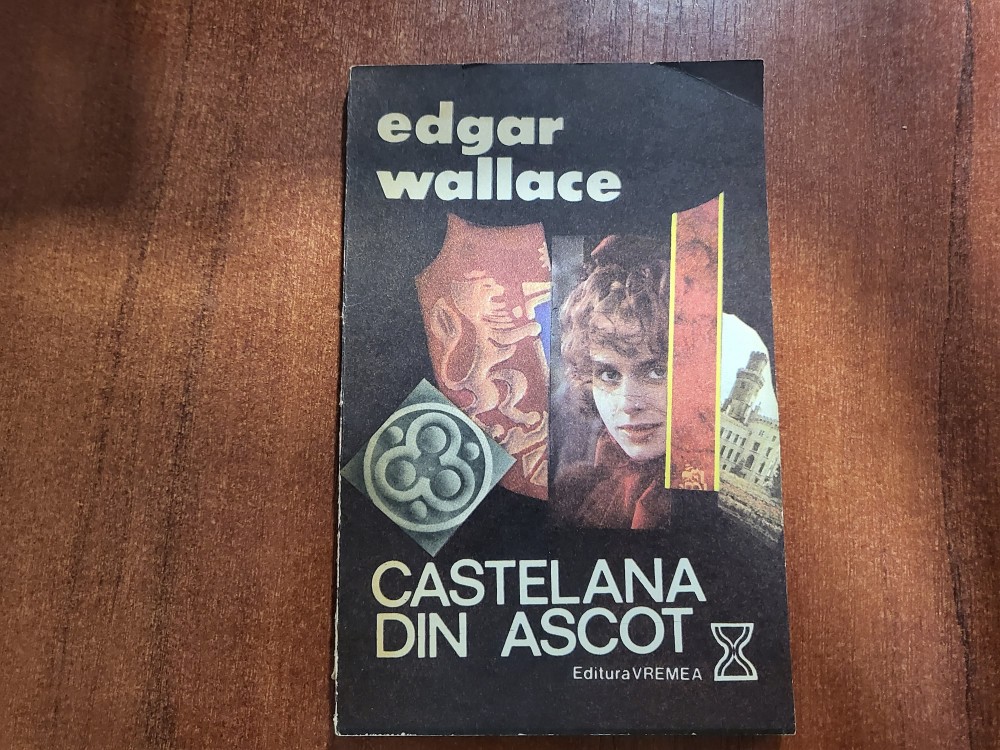 edgar
wallace
CASTELANA
DIN ASCOT
Editura VREMEA